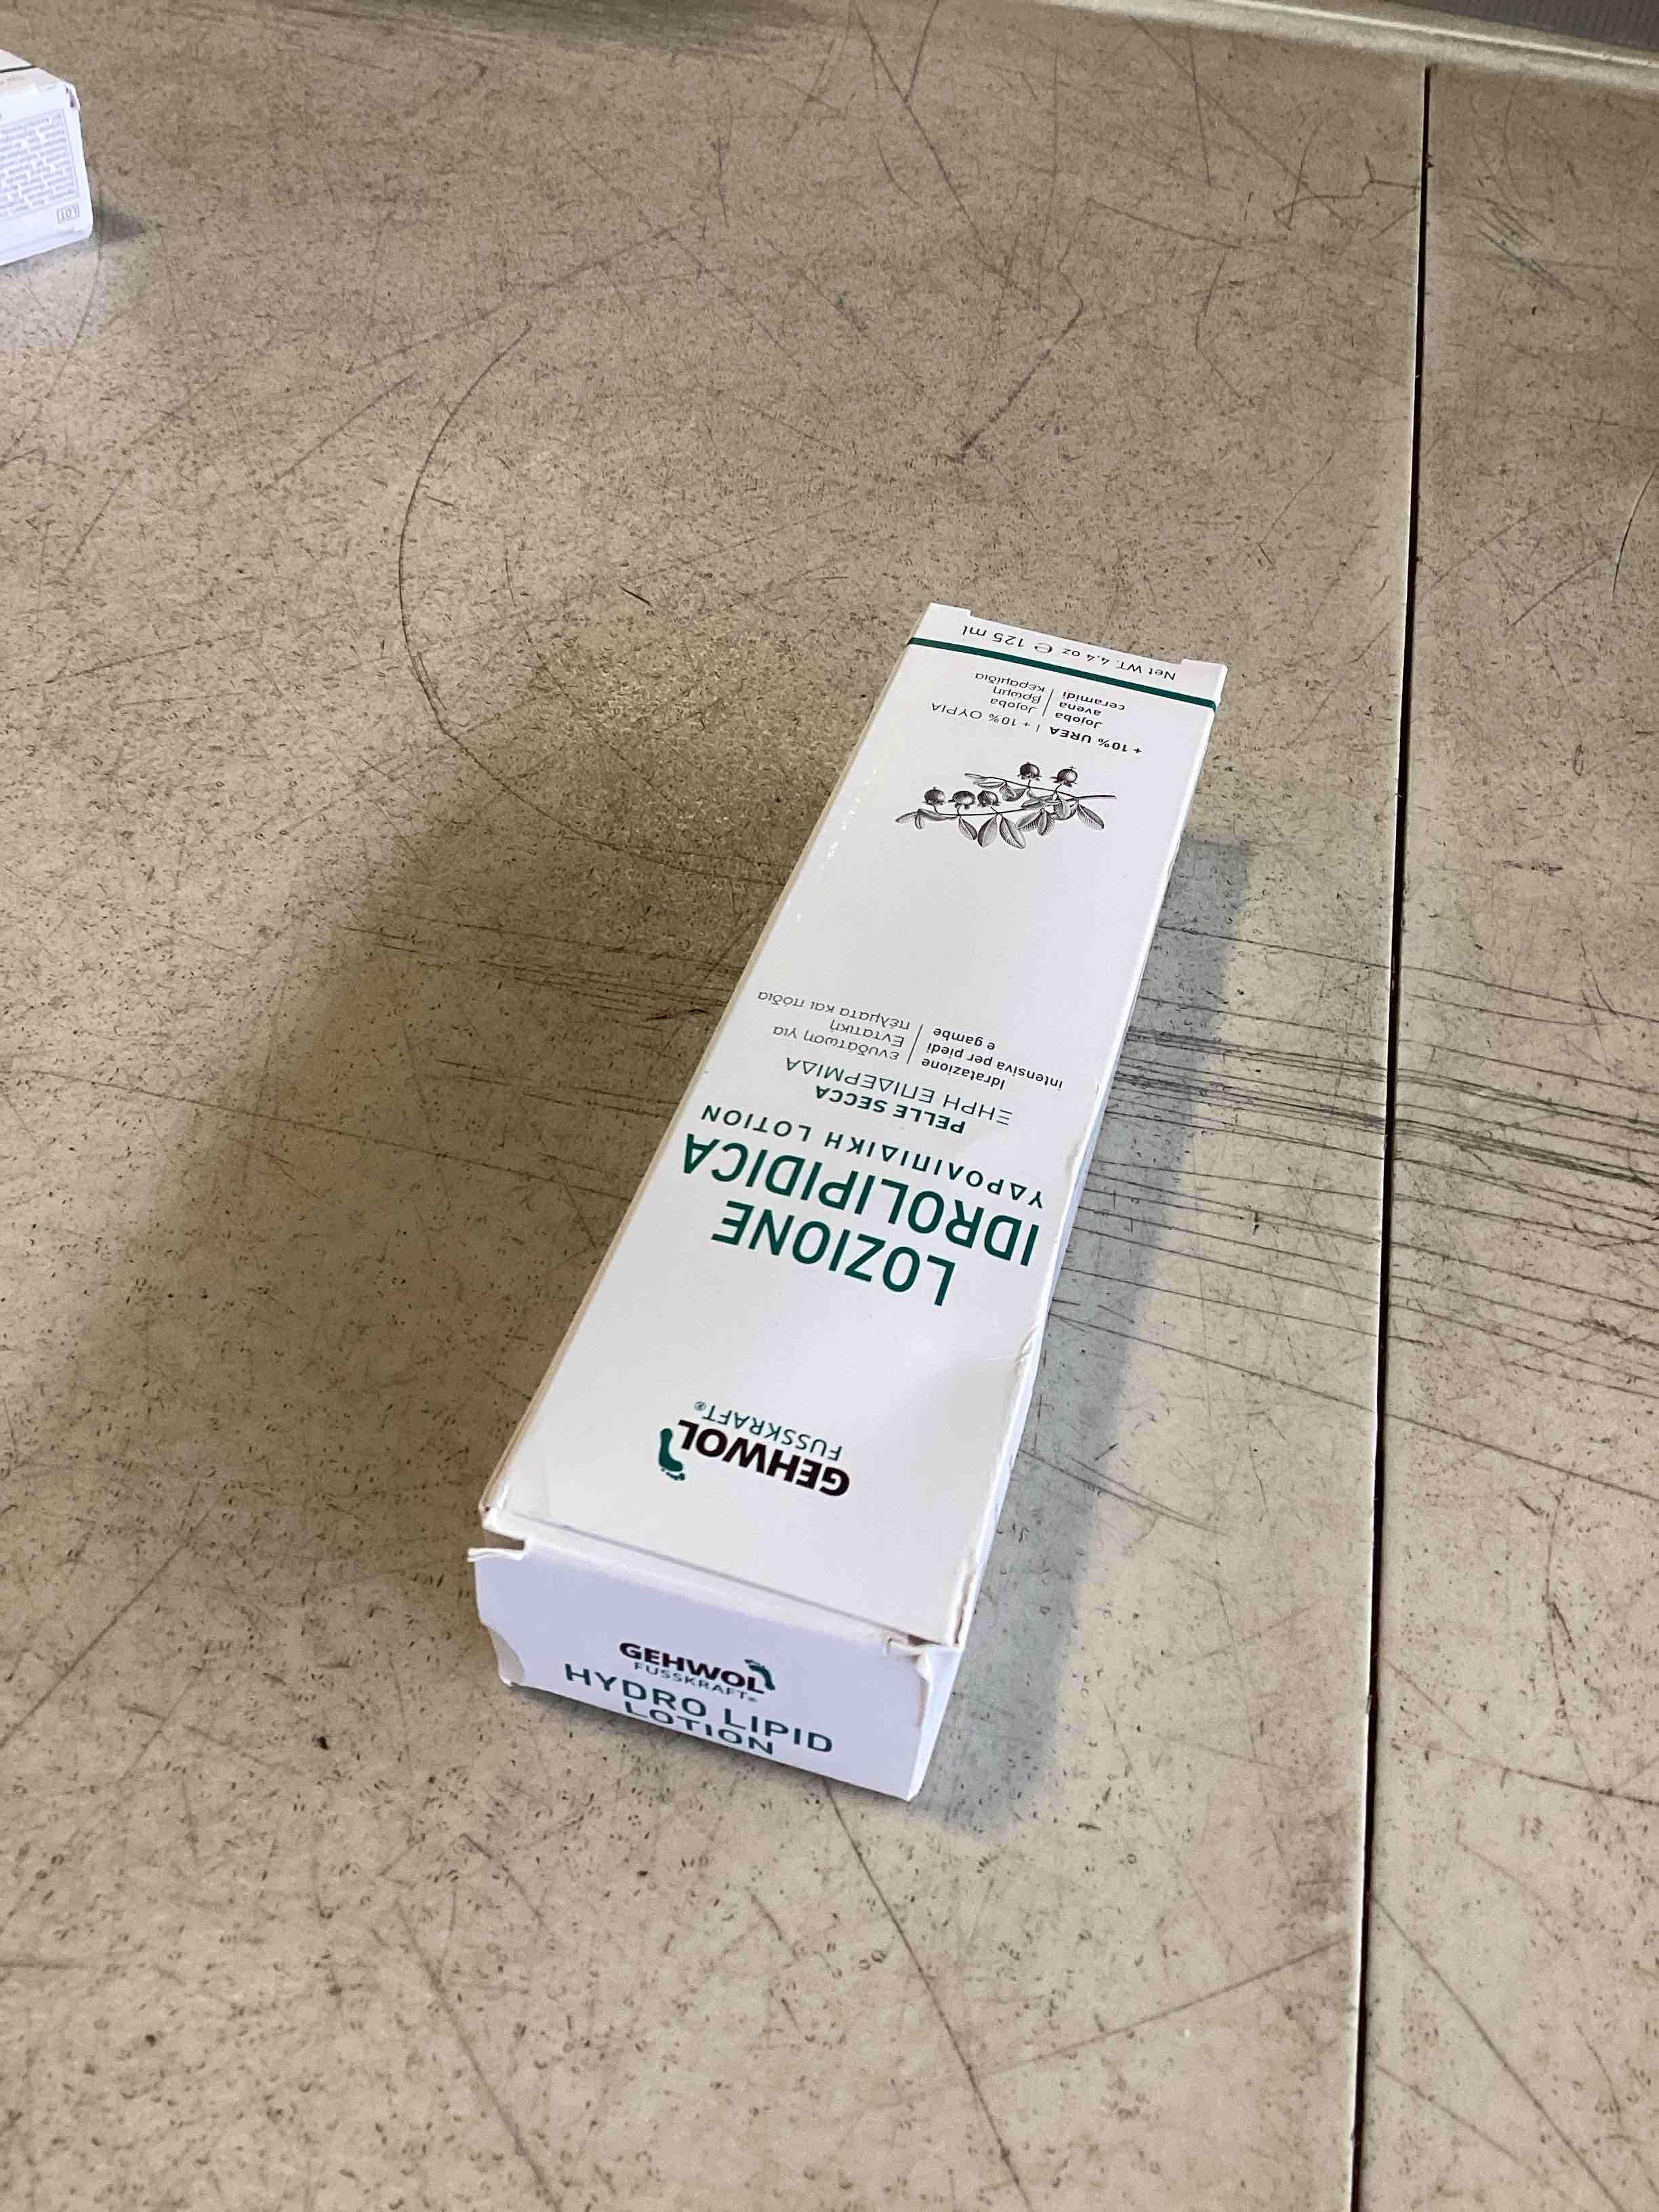 GEHWOL
FUSSKRAFT®
LOZIONE
IDROLIPIDICA
ΥΔΡΟΛΙΠΙΔΙΚΗ LOTION
PELLE SECCA
ΞΗΡΗ ΕΠΙΔΕΡΜΙΔΑ
Idratazione
intensiva per piedi
e gambe
Εντατική
ενυδάτωση για
πέλματα και πόδια
+ 10% UREA | + 10% ΟΥΡΙΑ
Jojoba
avena
ceramidi
Jojoba
βρώμη
κεραμίδια
Net WT. 4,4 oz ℮ 125 ml
GEHWOL
FUSSKRAFT®
HYDRO LIPID
LOTION
LOT